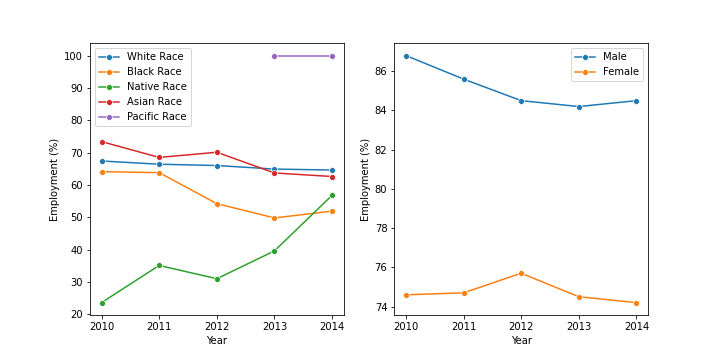 White Race
Black Race
Native Race
Asian Race
Pacific Race
100
90
80
70
60
50
40
30
20
Employment (%)
2010 2011 2012 2013 2014
Year
Male
Female
86
84
82
80
78
76
74
Employment (%)
2010 2011 2012 2013 2014
Year